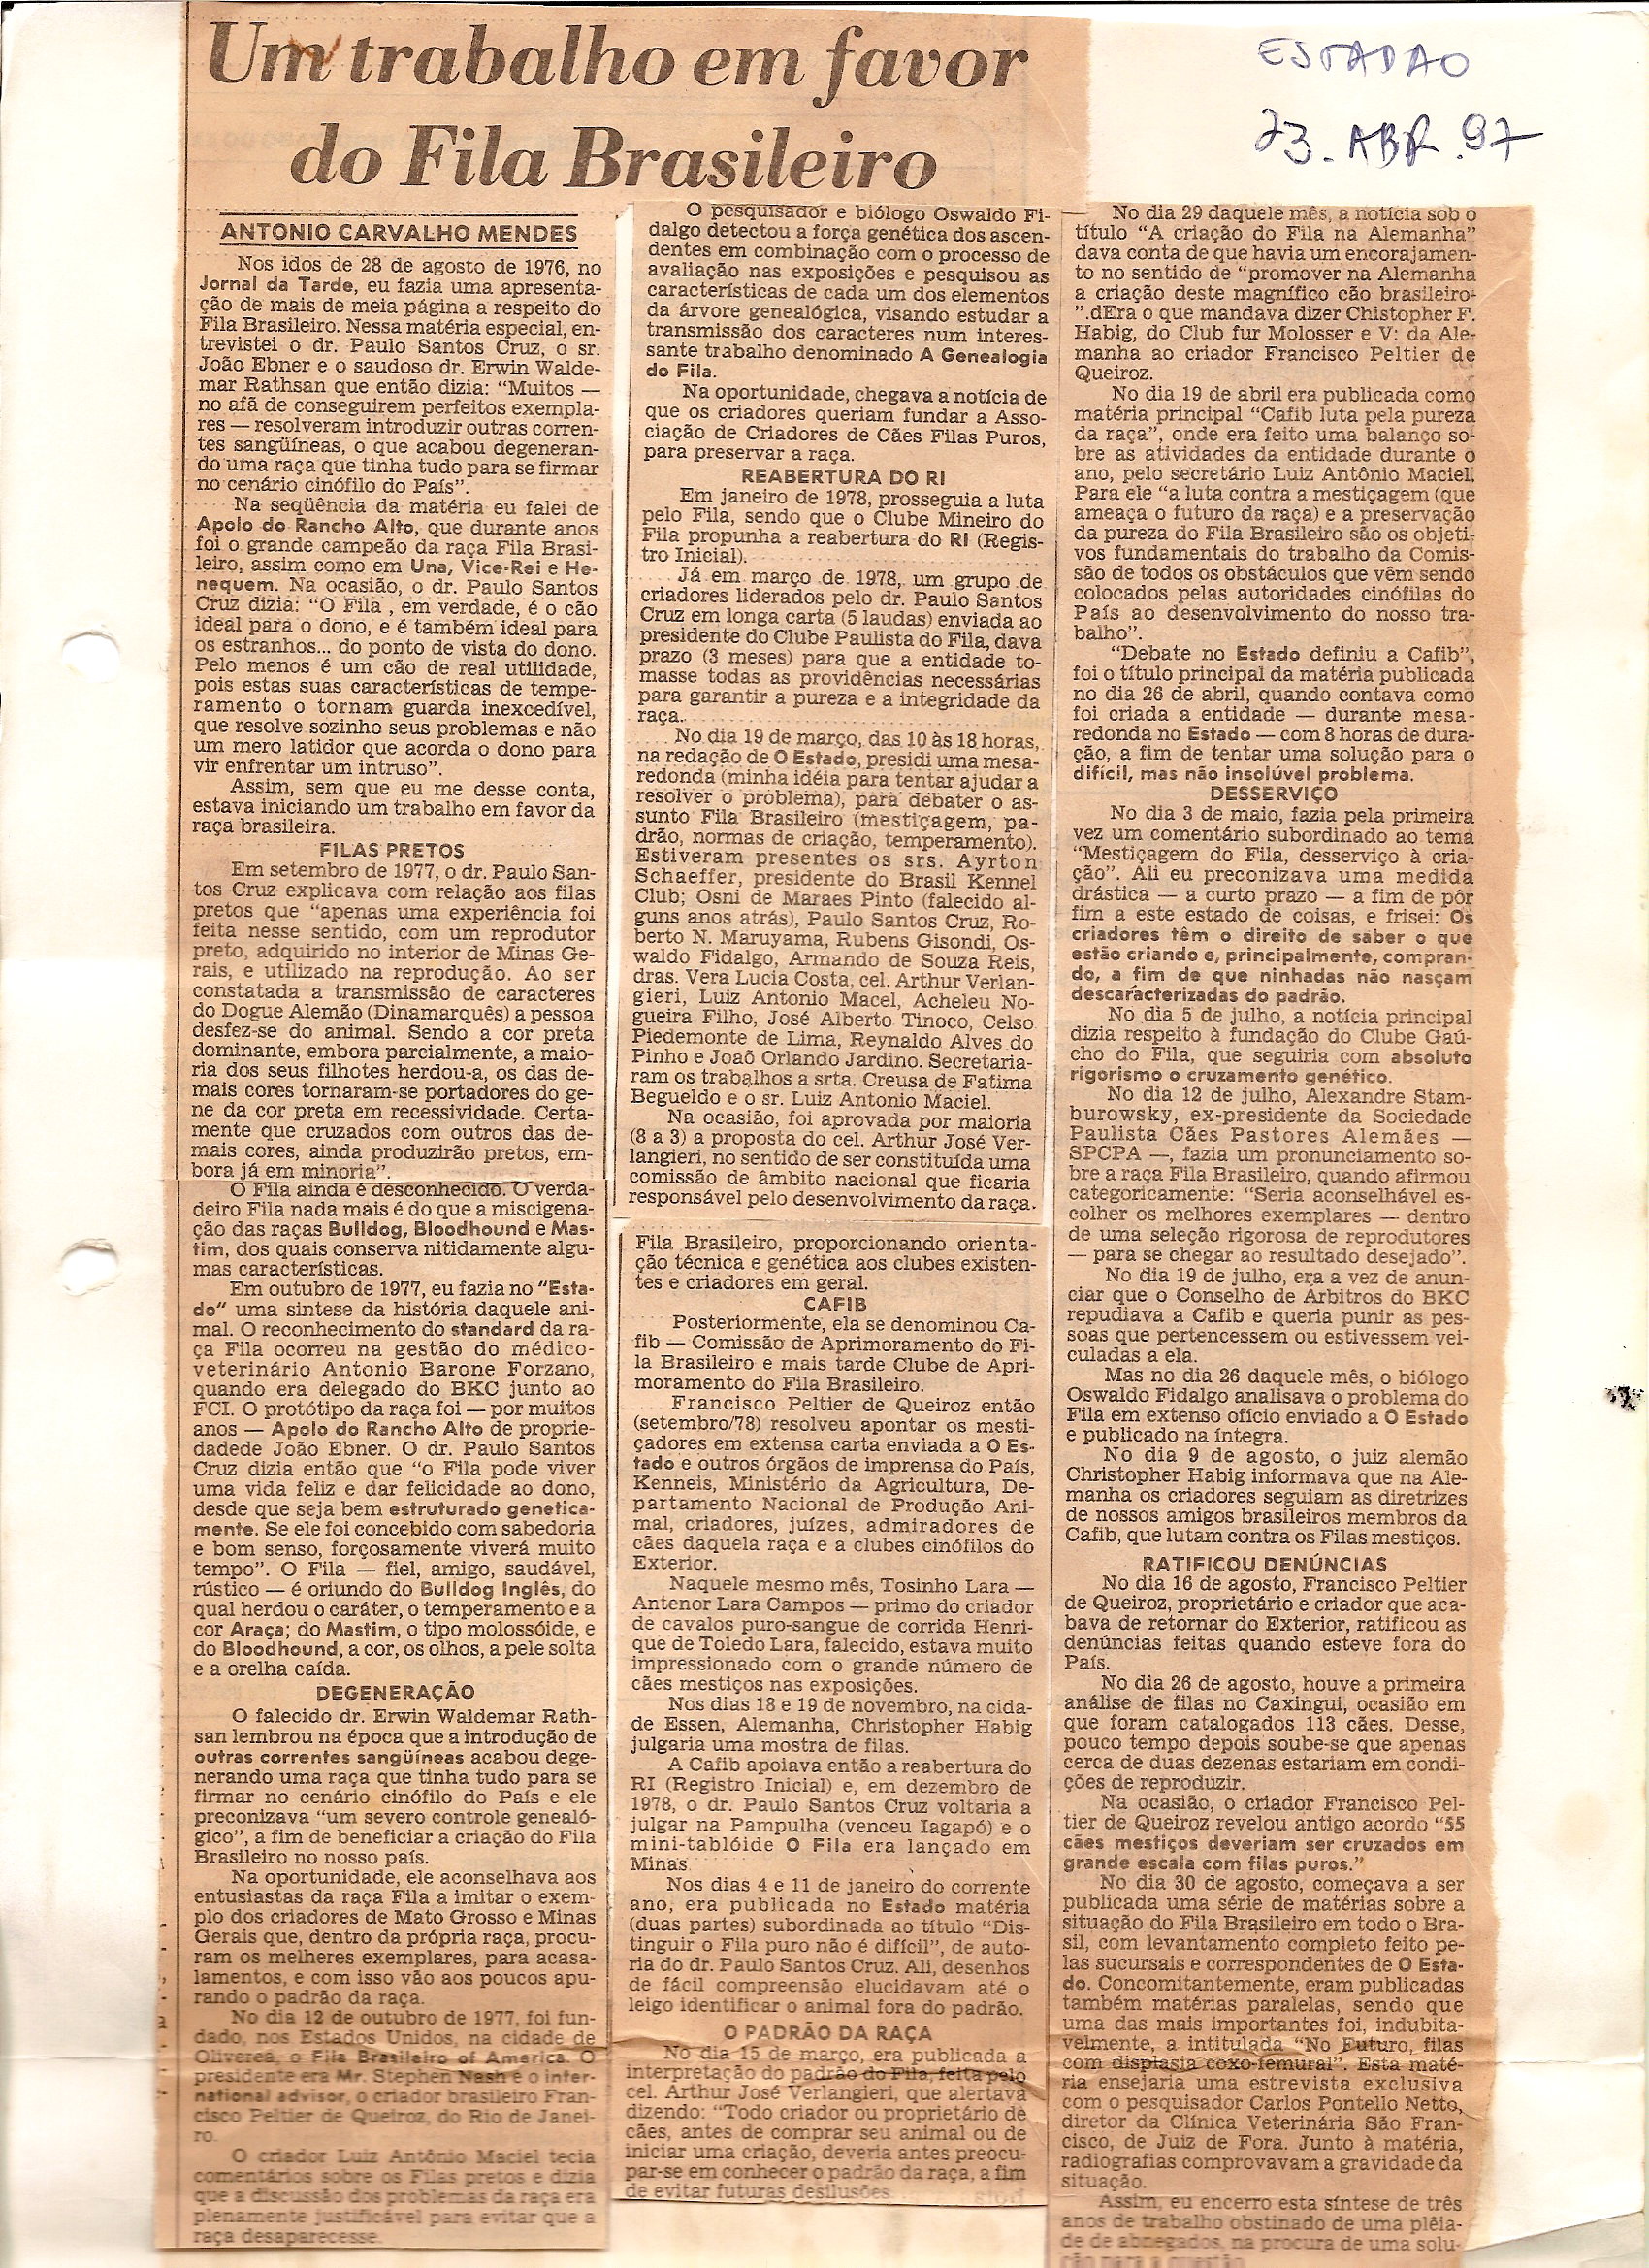 Um trabalho em favor
do Fila Brasileiro
ESTADAO
23. ABR. 97
ANTONIO CARVALHO MENDES
Nos idos de 28 de agosto de 1976, no
Jornal da Tarde, eu fazia uma apresenta-
ção de mais de meia página a respeito do
Fila Brasileiro. Nessa matéria especial, en-
trevistei o dr. Paulo Santos Cruz, o sr.
João Ebner e o saudoso dr. Erwin Walde-
mar Rathsan que então dizia: “Muitos —
no afã de conseguirem perfeitos exempla-
res — resolveram introduzir outras corren-
tes sangüíneas, o que acabou degeneran-
do uma raça que tinha tudo para se firmar
no cenário cinófilo do País”.
Na seqüência da matéria eu falei de
Apolo do Rancho Alto, que durante anos
foi o grande campeão da raça Fila Brasi-
leiro, assim como em Una, Vice-Rei e He-
nequem. Na ocasião, o dr. Paulo Santos
Cruz dizia: “O Fila , em verdade, é o cão
ideal para o dono, e é também ideal para
os estranhos... do ponto de vista do dono.
Pelo menos é um cão de real utilidade,
pois estas suas características de tempe-
ramento o tornam guarda inexcedível,
que resolve sozinho seus problemas e não
um mero latidor que acorda o dono para
vir enfrentar um intruso”.
Assim, sem que eu me desse conta,
estava iniciando um trabalho em favor da
raça brasileira.
FILAS PRETOS
Em setembro de 1977, o dr. Paulo San-
tos Cruz explicava com relação aos filas
pretos que “apenas uma experiência foi
feita nesse sentido, com um reprodutor
preto, adquirido no interior de Minas Ge-
rais, e utilizado na reprodução. Ao ser
constatada a transmissão de caracteres
do Dogue Alemão (Dinamarquês) a pessoa
desfez-se do animal. Sendo a cor preta
dominante, embora parcialmente, a maio-
ria dos seus filhotes herdou-a, os das de-
mais cores tornaram-se portadores do ge-
ne da cor preta em recessividade. Certa-
mente que cruzados com outros das de-
mais cores, ainda produzirão pretos, em-
bora já em minoria”.
O Fila ainda é desconhecido. O verda-
deiro Fila nada mais é do que a miscigena-
ção das raças Bulldog, Bloodhound e Mas-
tim, dos quais conserva nitidamente algu-
mas características.
Em outubro de 1977, eu fazia no “Esta-
do” uma sintese da história daquele ani-
mal. O reconhecimento do standard da ra-
ça Fila ocorreu na gestão do médico-
veterinário Antonio Barone Forzano,
quando era delegado do BKC junto ao
FCI. O protótipo da raça foi — por muitos
anos — Apolo do Rancho Alto de proprie-
dadede João Ebner. O dr. Paulo Santos
Cruz dizia então que “o Fila pode viver
uma vida feliz e dar felicidade ao dono,
desde que seja bem estruturado genetica-
mente. Se ele foi concebido com sabedoria
e bom senso, forçosamente viverá muito
tempo”. O Fila — fiel, amigo, saudável,
rústico — é oriundo do Bulldog Inglês, do
qual herdou o caráter, o temperamento e a
cor Araça; do Mastim, o tipo molossóide, e
do Bloodhound, a cor, os olhos, a pele solta
e a orelha caída.
DEGENERAÇÃO
O falecido dr. Erwin Waldemar Rath-
san lembrou na época que a introdução de
outras correntes sangüíneas acabou dege-
nerando uma raça que tinha tudo para se
firmar no cenário cinófilo do País e ele
preconizava “um severo controle genealó-
gico”, a fim de beneficiar a criação do Fila
Brasileiro no nosso país.
Na oportunidade, ele aconselhava aos
entusiastas da raça Fila a imitar o exem-
plo dos criadores de Mato Grosso e Minas
Gerais que, dentro da própria raça, procu-
ram os melheres exemplares, para acasa-
lamentos, e com isso vão aos poucos apu-
rando o padrão da raça.
No dia 12 de outubro de 1977, foi fun-
dado, nos Estados Unidos, na cidade de
Oliverea, o Fila Brasileiro of America. O
presidente era Mr. Stephen Nash e o inter-
national advisor, o criador brasileiro Fran-
cisco Peltier de Queiroz, do Rio de Janei-
ro.
O criador Luiz Antônio Maciel tecia
comentários sobre os Filas pretos e dizia
que a discussão dos problemas da raça era
plenamente justificável para evitar que a
raça desaparecesse.
O pesquisador e biólogo Oswaldo Fi-
dalgo detectou a força genética dos ascen-
dentes em combinação com o processo de
avaliação nas exposições e pesquisou as
características de cada um dos elementos
da árvore genealógica, visando estudar a
transmissão dos caracteres num interes-
sante trabalho denominado A Genealogia
do Fila.
Na oportunidade, chegava a notícia de
que os criadores queriam fundar a Asso-
ciação de Criadores de Cães Filas Puros,
para preservar a raça.
REABERTURA DO RI
Em janeiro de 1978, prosseguia a luta
pelo Fila, sendo que o Clube Mineiro do
Fila propunha a reabertura do RI (Regis-
tro Inicial).
Já em março de 1978, um grupo de
criadores liderados pelo dr. Paulo Santos
Cruz em longa carta (5 laudas) enviada ao
presidente do Clube Paulista do Fila, dava
prazo (3 meses) para que a entidade to-
masse todas as providências necessárias
para garantir a pureza e a integridade da
raça.
No dia 19 de março, das 10 às 18 horas,
na redação de O Estado, presidi uma mesa-
redonda (minha idéia para tentar ajudar a
resolver o problema), para debater o as-
sunto Fila Brasileiro (mestiçagem, pa-
drão, normas de criação, temperamento).
Estiveram presentes os srs. Ayrton
Schaeffer, presidente do Brasil Kennel
Club; Osni de Maraes Pinto (falecido al-
guns anos atrás), Paulo Santos Cruz, Ro-
berto N. Maruyama, Rubens Gisondi, Os-
waldo Fidalgo, Armando de Souza Reis,
dras. Vera Lucia Costa, cel. Arthur Verlan-
gieri, Luiz Antonio Macel, Acheleu No-
gueira Filho, José Alberto Tinoco, Celso
Piedemonte de Lima, Reynaldo Alves do
Pinho e Joaõ Orlando Jardino. Secretaria-
ram os trabalhos a srta. Creusa de Fatima
Begueldo e o sr. Luiz Antonio Maciel.
Na ocasião, foi aprovada por maioria
(8 a 3) a proposta do cel. Arthur José Ver-
langieri, no sentido de ser constituída uma
comissão de âmbito nacional que ficaria
responsável pelo desenvolvimento da raça.
Fila Brasileiro, proporcionando orienta-
ção técnica e genética aos clubes existen-
tes e criadores em geral.
CAFIB
Posteriormente, ela se denominou Ca-
fib — Comissão de Aprimoramento do Fi-
la Brasileiro e mais tarde Clube de Apri-
moramento do Fila Brasileiro.
Francisco Peltier de Queiroz então
(setembro/78) resolveu apontar os mesti-
çadores em extensa carta enviada a O Es-
tado e outros órgãos de imprensa do País,
Kenneis, Ministério da Agricultura, De-
partamento Nacional de Produção Ani-
mal, criadores, juízes, admiradores de
cães daquela raça e a clubes cinófilos do
Exterior.
Naquele mesmo mês, Tosinho Lara —
Antenor Lara Campos — primo do criador
de cavalos puro-sangue de corrida Henri-
que de Toledo Lara, falecido, estava muito
impressionado com o grande número de
cães mestiços nas exposições.
Nos dias 18 e 19 de novembro, na cida-
de Essen, Alemanha, Christopher Habig
julgaria uma mostra de filas.
A Cafib apoiava então a reabertura do
RI (Registro Inicial) e, em dezembro de
1978, o dr. Paulo Santos Cruz voltaria a
julgar na Pampulha (venceu Iagapó) e o
mini-tablóide O Fila era lançado em
Minas
Nos dias 4 e 11 de janeiro do corrente
ano, era publicada no Estado matéria
(duas partes) subordinada ao título “Dis-
tinguir o Fila puro não é difícil”, de auto-
ria do dr. Paulo Santos Cruz. Ali, desenhos
de fácil compreensão elucidavam até o
leigo identificar o animal fora do padrão.
O PADRÃO DA RAÇA
No dia 15 de março, era publicada a
interpretação do padrão do Fila, feita pelo
cel. Arthur José Verlangieri, que alertava
dizendo: “Todo criador ou proprietário de
cães, antes de comprar seu animal ou de
iniciar uma criação, deveria antes preocu-
par-se em conhecer o padrão da raça, a fim
de evitar futuras desilusões
No dia 29 daquele mês, a notícia sob o
título “A criação do Fila na Alemanha”
dava conta de que havia um encorajamen-
to no sentido de “promover na Alemanha
a criação deste magnífico cão brasileiro-
”.dEra o que mandava dizer Chistopher F.
Habig, do Club fur Molosser e V: da Ale-
manha ao criador Francisco Peltier de
Queiroz.
No dia 19 de abril era publicada como
matéria principal “Cafib luta pela pureza
da raça”, onde era feito uma balanço so-
bre as atividades da entidade durante o
ano, pelo secretário Luiz Antônio Maciel.
Para ele “a luta contra a mestiçagem (que
ameaça o futuro da raça) e a preservação
da pureza do Fila Brasileiro são os objeti-
vos fundamentais do trabalho da Comis-
são de todos os obstáculos que vêm sendo
colocados pelas autoridades cinófilas do
País ao desenvolvimento do nosso tra-
balho”.
“Debate no Estado definiu a Cafib”,
foi o título principal da matéria publicada
no dia 26 de abril, quando contava como
foi criada a entidade — durante mesa-
redonda no Estado — com 8 horas de dura-
ção, a fim de tentar uma solução para o
difícil, mas não insolúvel problema.
DESSERVIÇO
No dia 3 de maio, fazia pela primeira
vez um comentário subordinado ao tema
“Mestiçagem do Fila, desserviço à cria-
ção”. Ali eu preconizava uma medida
drástica — a curto prazo — a fim de pôr
fim a este estado de coisas, e frisei: Os
criadores têm o direito de saber o que
estão criando e, principalmente, compran-
do, a fim de que ninhadas não nasçam
descaracterizadas do padrão.
No dia 5 de julho, a notícia principal
dizia respeito à fundação do Clube Gaú-
cho do Fila, que seguiria com absoluto
rigorismo o cruzamento genético.
No dia 12 de julho, Alexandre Stam-
burowsky, ex-presidente da Sociedade
Paulista Cães Pastores Alemães —
SPCPA —, fazia um pronunciamento so-
bre a raça Fila Brasileiro, quando afirmou
categoricamente: “Seria aconselhável es-
colher os melhores exemplares — dentro
de uma seleção rigorosa de reprodutores
— para se chegar ao resultado desejado”.
No dia 19 de julho, era a vez de anun-
ciar que o Conselho de Arbitros do BKC
repudiava a Cafib e queria punir as pes-
soas que pertencessem ou estivessem vei-
culadas a ela.
Mas no dia 26 daquele mês, o biólogo
Oswaldo Fidalgo analisava o problema do
Fila em extenso ofício enviado a O Estado
e publicado na íntegra.
No dia 9 de agosto, o juiz alemão
Christopher Habig informava que na Ale-
manha os criadores seguiam as diretrizes
de nossos amigos brasileiros membros da
Cafib, que lutam contra os Filas mestiços.
RATIFICOU DENÚNCIAS
No dia 16 de agosto, Francisco Peltier
de Queiroz, proprietário e criador que aca-
bava de retornar do Exterior, ratificou as
denúncias feitas quando esteve fora do
País.
No dia 26 de agosto, houve a primeira
análise de filas no Caxingui, ocasião em
que foram catalogados 113 cães. Desse,
pouco tempo depois soube-se que apenas
cerca de duas dezenas estariam em condi-
ções de reproduzir.
Na ocasião, o criador Francisco Pel-
tier de Queiroz revelou antigo acordo “55
cães mestiços deveriam ser cruzados em
grande escala com filas puros.”
No dia 30 de agosto, começava a ser
publicada uma série de matérias sobre a
situação do Fila Brasileiro em todo o Bra-
sil, com levantamento completo feito pe-
las sucursais e correspondentes de O Esta-
do. Concomitantemente, eram publicadas
também matérias paralelas, sendo que
uma das mais importantes foi, indubita-
velmente, a intitulada “No Futuro, filas
com displasia coxo-femural”. Esta maté-
ria ensejaria uma estrevista exclusiva
com o pesquisador Carlos Pontello Netto,
diretor da Clínica Veterinária São Fran-
cisco, de Juiz de Fora. Junto à matéria,
radiografias comprovavam a gravidade da
situação.
Assim, eu encerro esta síntese de três
anos de trabalho obstinado de uma plêia-
de de abnegados, na procura de uma solu-
ção para a questão